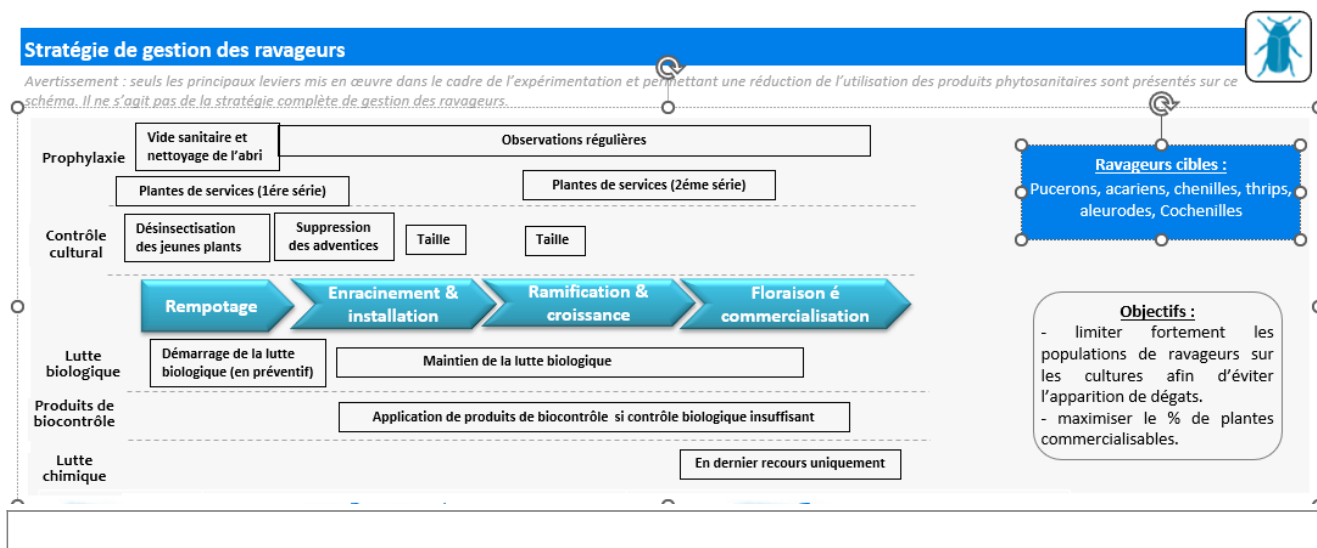 Stratégie de gestion des ravageurs
Avertissement : seuls les principaux leviers mis en œuvre dans le cadre de l'expérimentation et permettant une réduction de l'utilisation des produits phytosanitaires sont présentés sur ce
schéma. Il ne s'agit pas de la stratégie complète de gestion des ravageurs.
Prophylaxie
Vide sanitaire et
nettoyage de l'abri
Observations régulières
Plantes de services (1ére série)
Plantes de services (2éme série)
Contrôle
cultural
Désinsectisation
des jeunes plants
Suppression
des adventices
Taille
Taille
Rempotage
Enracinement &
installation
Ramification &
croissance
Floraison é
commercialisation
Lutte
biologique
Démarrage de la lutte
biologique (en préventif)
Maintien de la lutte biologique
Produits de
biocontrôle
Application de produits de biocontrôle si contrôle biologique insuffisant
Lutte
chimique
En dernier recours uniquement
Ravageurs cibles :
Pucerons, acariens, chenilles, thrips,
aleurodes, Cochenilles
Objectifs :
- limiter fortement les
populations de ravageurs sur
les cultures afin d'éviter
l'apparition de dégats.
- maximiser le % de plantes
commercialisables.